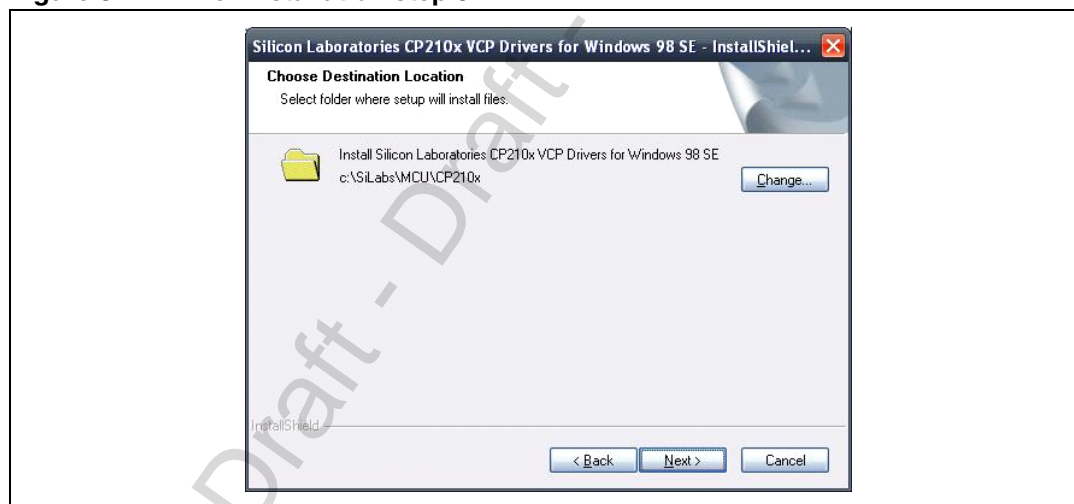 Silicon Laboratories CP210x VCP Drivers for Windows 98 SE - InstallShiel...
Choose Destination Location
Select folder where setup will install files.
Install Silicon Laboratories CP210x VCP Drivers for Windows 98 SE
c:\SiLabs\MCU\CP210x
Change...
InstallShield
< Back
Next >
Cancel
Draft - Draft -